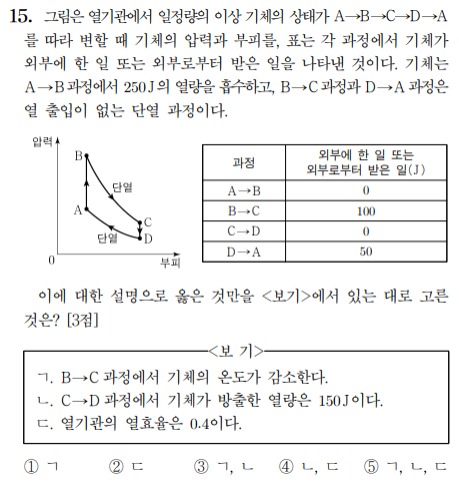 15. 그림은 열기관에서 일정량의 이상 기체의 상태가 A→B→C→D→A
를 따라 변할 때 기체의 압력과 부피를, 표는 각 과정에서 기체가
외부에 한 일 또는 외부로부터 받은 일을 나타낸 것이다. 기체는
A→B 과정에서 250 J의 열량을 흡수하고, B→C 과정과 D→A 과정은
열 출입이 없는 단열 과정이다.
압력
B
단열
A
C
단열
D
0
부피
과정
외부에 한 일 또는
외부로부터 받은 일(J)
A→B 0
B→C 100
C→D 0
D→A 50
이에 대한 설명으로 옳은 것만을 <보기>에서 있는 대로 고른
것은? [3점]
<보 기>
ㄱ. B→C 과정에서 기체의 온도가 감소한다.
ㄴ. C→D 과정에서 기체가 방출한 열량은 150 J이다.
ㄷ. 열기관의 열효율은 0.4이다.
① ㄱ ② ㄷ ③ ㄱ, ㄴ ④ ㄴ, ㄷ ⑤ ㄱ, ㄴ, ㄷ